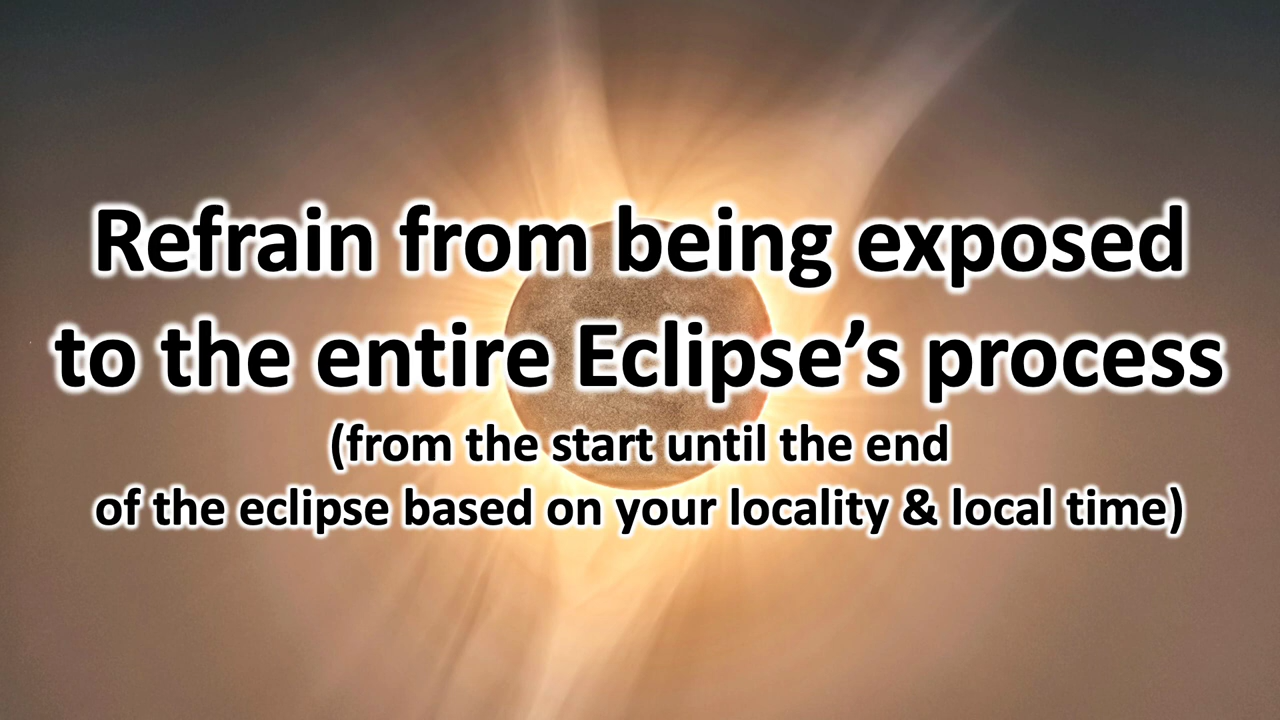 Refrain from being exposed
to the entire Eclipse’s process
(from the start until the end
of the eclipse based on your locality & local time)